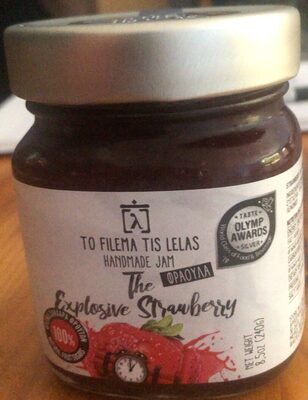 λ
TO FILEMA TIS LELAS
HANDMADE JAM
The
ΦΡΑΟΥΛΑ
Explosive Strawberry
100%
TASTE
OLYMP
AWARDS
SILVER
NET WEIGHT
8,5oz (240g)